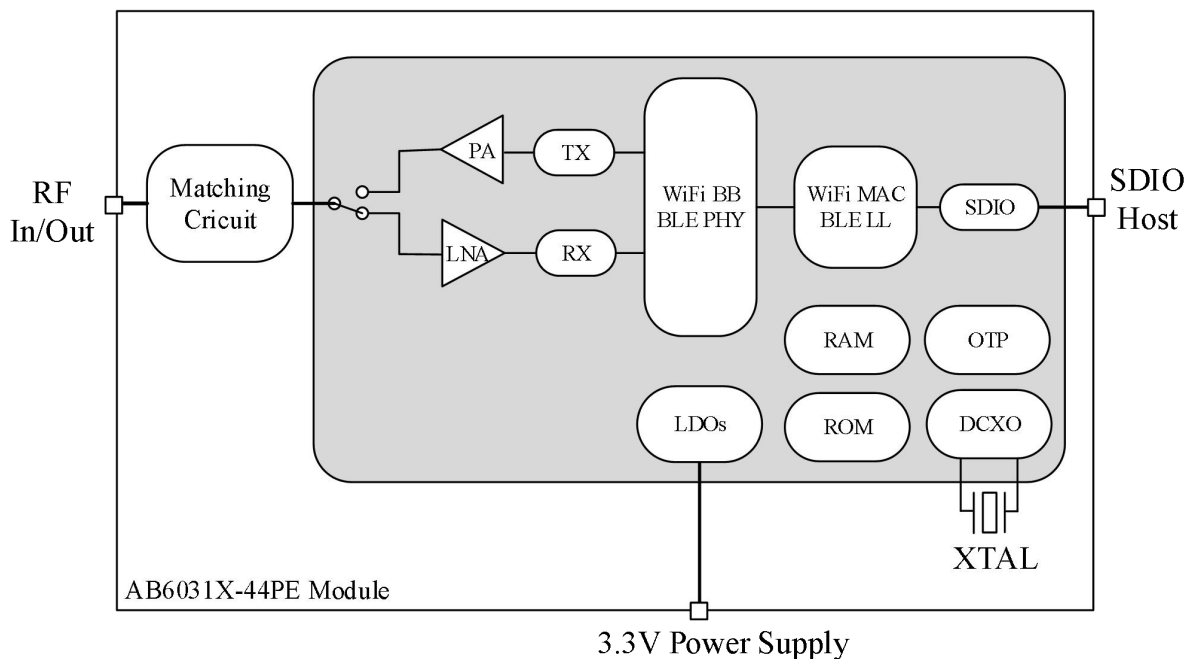 RF
In/Out
Matching
Cricuit
PA
TX
LNA
RX
WiFi BB
BLE PHY
WiFi MAC
BLE LL
SDIO
SDIO
Host
RAM
OTP
LDOs
ROM
DCXO
XTAL
AB6031X-44PE Module
3.3V Power Supply